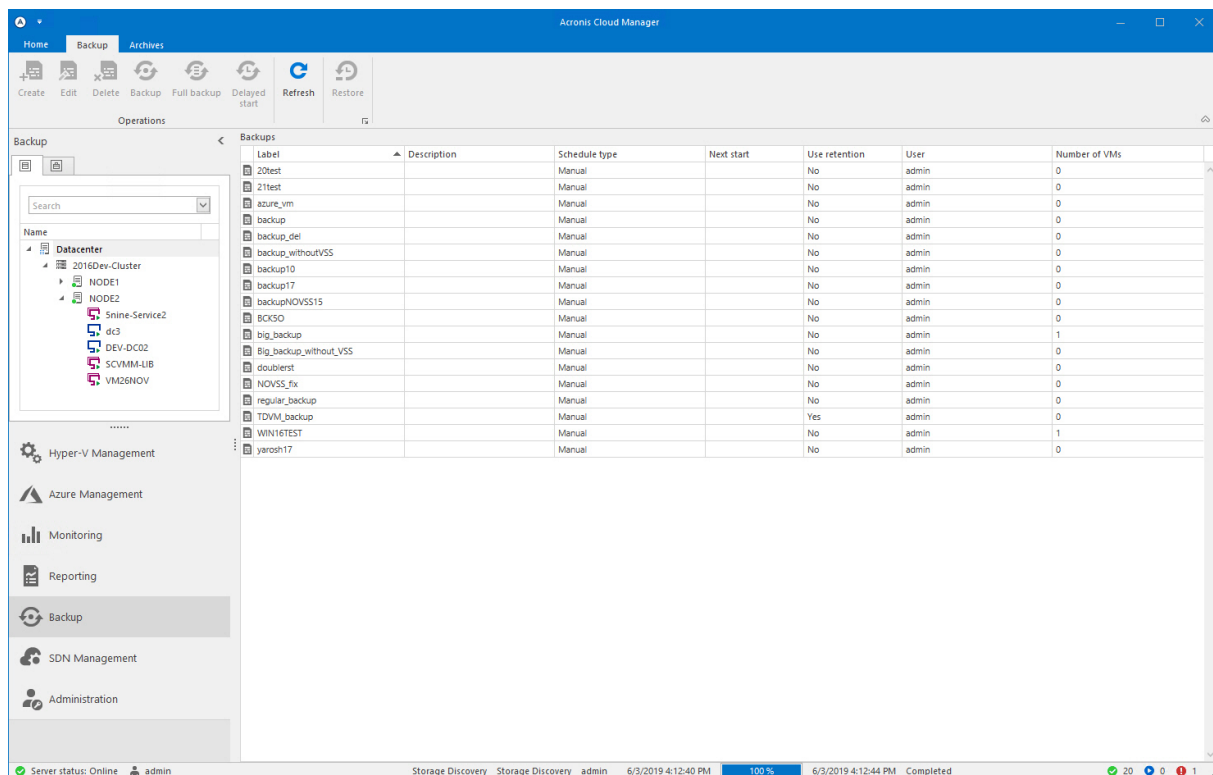 Acronis Cloud Manager
Home Backup Archives
Create Edit Delete Backup Full backup Delayed start Refresh Restore
Operations
Backup
Search
Name
Datacenter
2016Dev-Cluster
NODE1
NODE2
5nine-Service2
dc3
DEV-DC02
SCVMM-LIB
VM26NOV
Hyper-V Management
Azure Management
Monitoring
Reporting
Backup
SDN Management
Administration
Backups
Label Description Schedule type Next start Use retention User Number of VMs
20test Manual No admin 0
21test Manual No admin 0
azure_vm Manual No admin 0
backup Manual No admin 0
backup_del Manual No admin 0
backup_withoutVSS Manual No admin 0
backup10 Manual No admin 0
backup17 Manual No admin 0
backupNOVSS15 Manual No admin 0
BCK5O Manual No admin 0
big_backup Manual No admin 1
Big_backup_without_VSS Manual No admin 0
doublerst Manual No admin 0
NOVSS_fix Manual No admin 0
regular_backup Manual No admin 0
TDVM_backup Manual Yes admin 0
WIN16TEST Manual No admin 1
yarosh17 Manual No admin 0
Server status: Online admin Storage Discovery Storage Discovery admin 6/3/2019 4:12:40 PM 100 % 6/3/2019 4:12:44 PM Completed 20 0 1